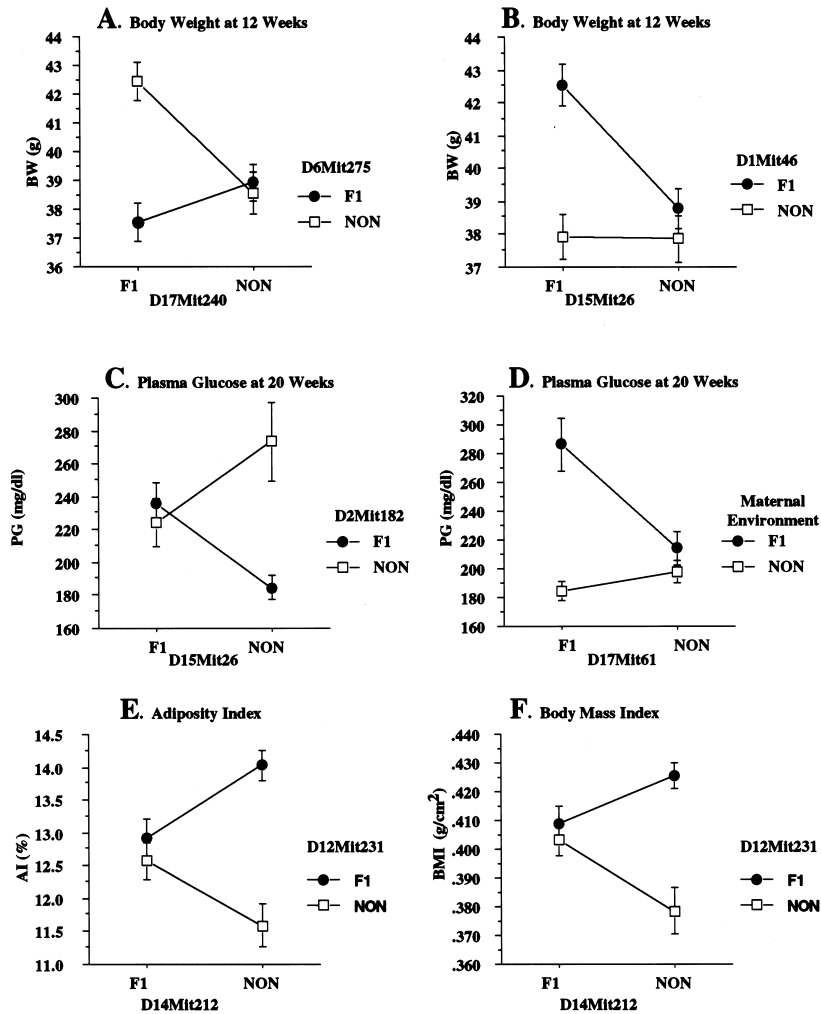 A. Body Weight at 12 Weeks
44
43
42
41
40
39
38
37
36
BW (g)
F1
NON
D17Mit240
D6Mit275
F1
NON
B. Body Weight at 12 Weeks
44
43
42
41
40
39
38
37
BW (g)
F1
NON
D15Mit26
D1Mit46
F1
NON
C. Plasma Glucose at 20 Weeks
300
280
260
240
220
200
180
160
PG (mg/dl)
F1
NON
D15Mit26
D2Mit182
F1
NON
D. Plasma Glucose at 20 Weeks
320
300
280
260
240
220
200
180
160
PG (mg/dl)
F1
NON
D17Mit61
Maternal
Environment
F1
NON
E. Adiposity Index
14.5
14.0
13.5
13.0
12.5
12.0
11.5
11.0
AI (%)
F1
NON
D14Mit212
D12Mit231
F1
NON
F. Body Mass Index
.440
.430
.420
.410
.400
.390
.380
.370
.360
BMI (g/cm²)
F1
NON
D14Mit212
D12Mit231
F1
NON